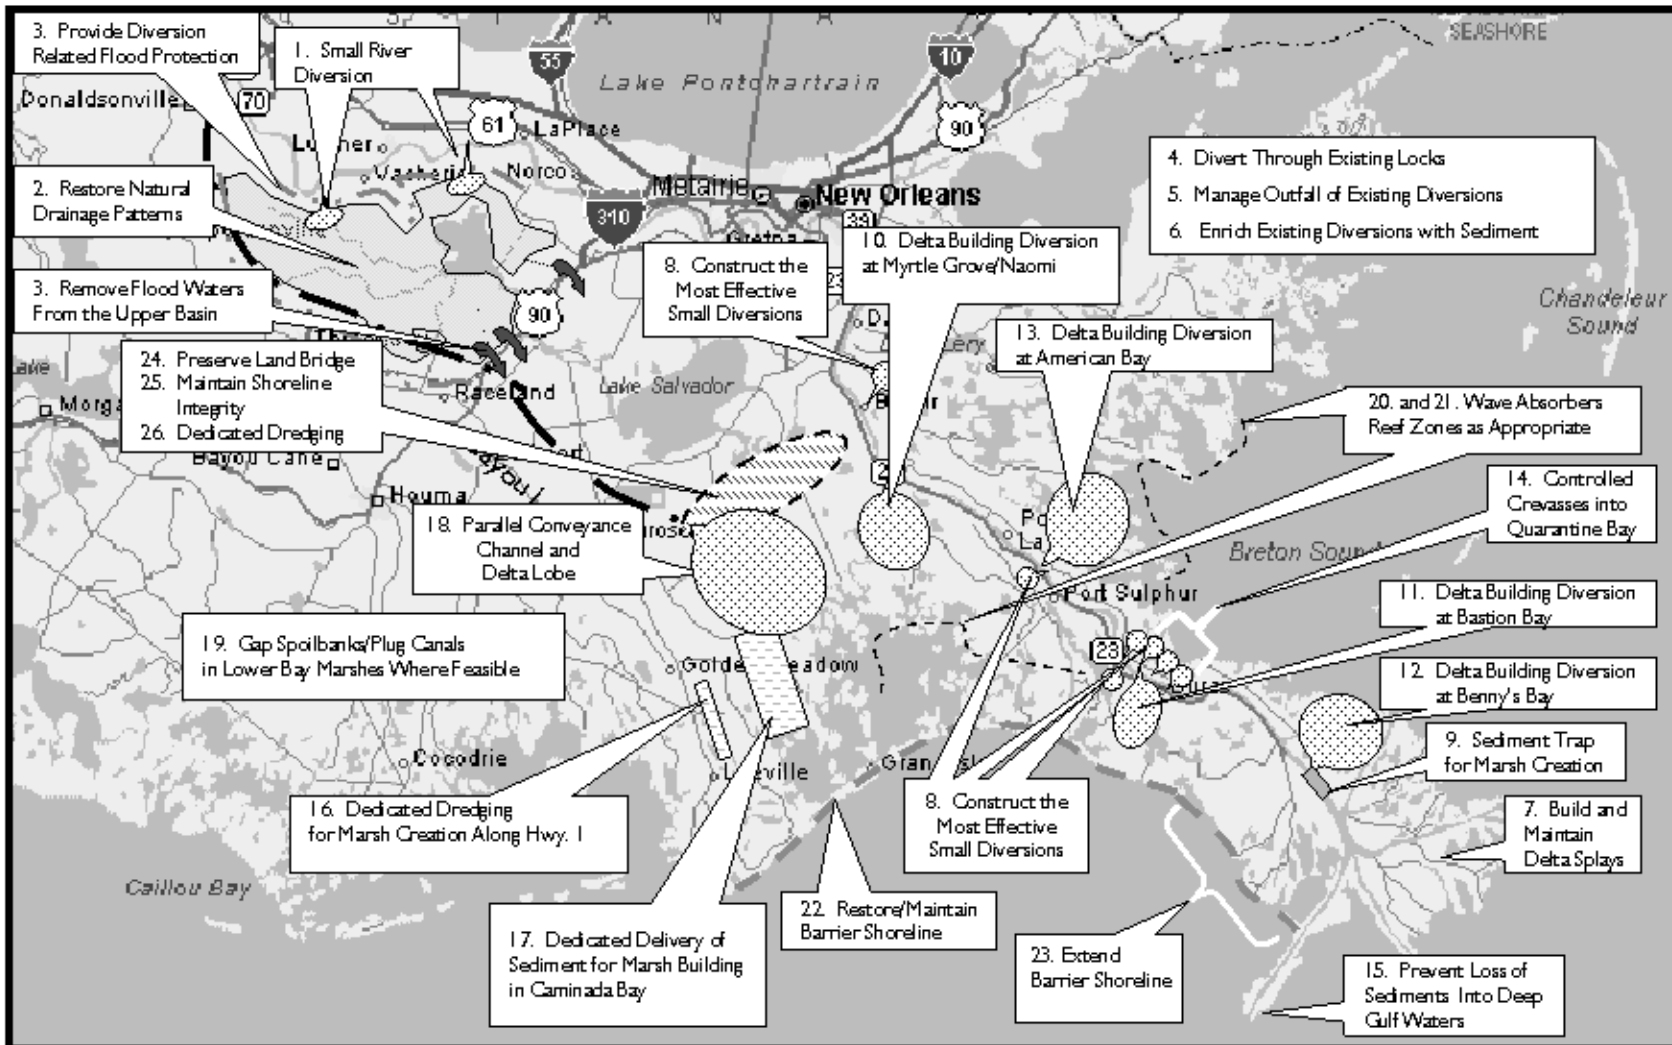 3. Provide Diversion
Related Flood Protection
1. Small River
Diversion
55
10
Lake Pontchartrain
SEASHORE
Donaldsonville
70
61
LaPlace
90
Vacherie
Norco
Metairie
New Orleans
310
39
2. Restore Natural
Drainage Patterns
4. Divert Through Existing Locks
5. Manage Outfall of Existing Diversions
6. Enrich Existing Diversions with Sediment
8. Construct the
Most Effective
Small Diversions
10. Delta Building Diversion
at Myrtle Grove/Naomi
3. Remove Flood Waters
From the Upper Basin
90
Chandeleur
Sound
13. Delta Building Diversion
at American Bay
24. Preserve Land Bridge
25. Maintain Shoreline
Integrity
26. Dedicated Dredging
Raceland
Lake Salvador
20. and 21. Wave Absorbers
Reef Zones as Appropriate
Bayou Cane
Houma
14. Controlled
Crevasses into
Quarantine Bay
18. Parallel Conveyance
Channel and
Delta Lobe
Breton Sound
Port Sulphur
11. Delta Building Diversion
at Bastion Bay
19. Gap Spoilbanks/Plug Canals
in Lower Bay Marshes Where Feasible
Golden Meadow
23
12. Delta Building Diversion
at Benny's Bay
Cocodrie
9. Sediment Trap
for Marsh Creation
16. Dedicated Dredging
for Marsh Creation Along Hwy. 1
8. Construct the
Most Effective
Small Diversions
7. Build and
Maintain
Delta Splays
Caillou Bay
22. Restore/Maintain
Barrier Shoreline
17. Dedicated Delivery of
Sediment for Marsh Building
in Caminada Bay
23. Extend
Barrier Shoreline
15. Prevent Loss of
Sediments Into Deep
Gulf Waters